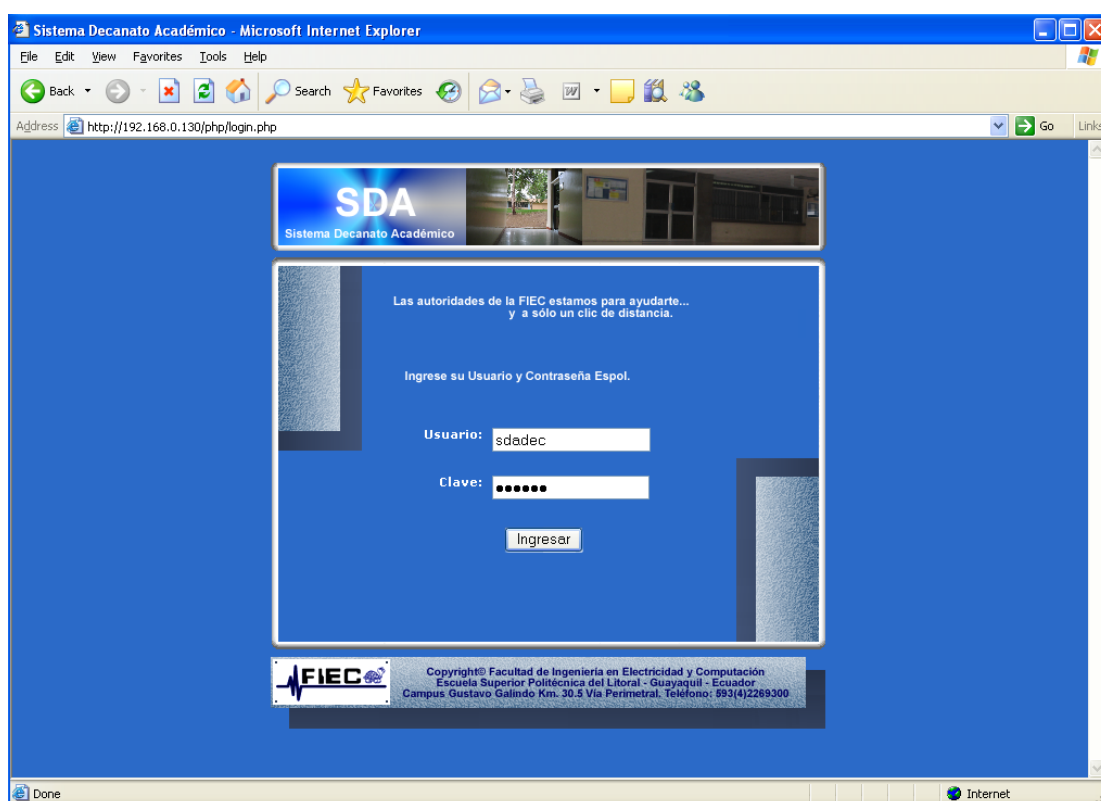 Sistema Decanato Académico - Microsoft Internet Explorer
File Edit View Favorites Tools Help
Back Search Favorites
Address http://192.168.0.130/php/login.php Go Links
SDA
Sistema Decanato Académico
Las autoridades de la FIEC estamos para ayudarte...
y a sólo un clic de distancia.
Ingrese su Usuario y Contraseña Espol.
Usuario: sdadec
Clave: ●●●●●●
Ingresar
FIEC
Copyright© Facultad de Ingeniería en Electricidad y Computación
Escuela Superior Politécnica del Litoral - Guayaquil - Ecuador
Campus Gustavo Galindo Km. 30.5 Vía Perimetral, Teléfono: 593(4)2269300
Done Internet